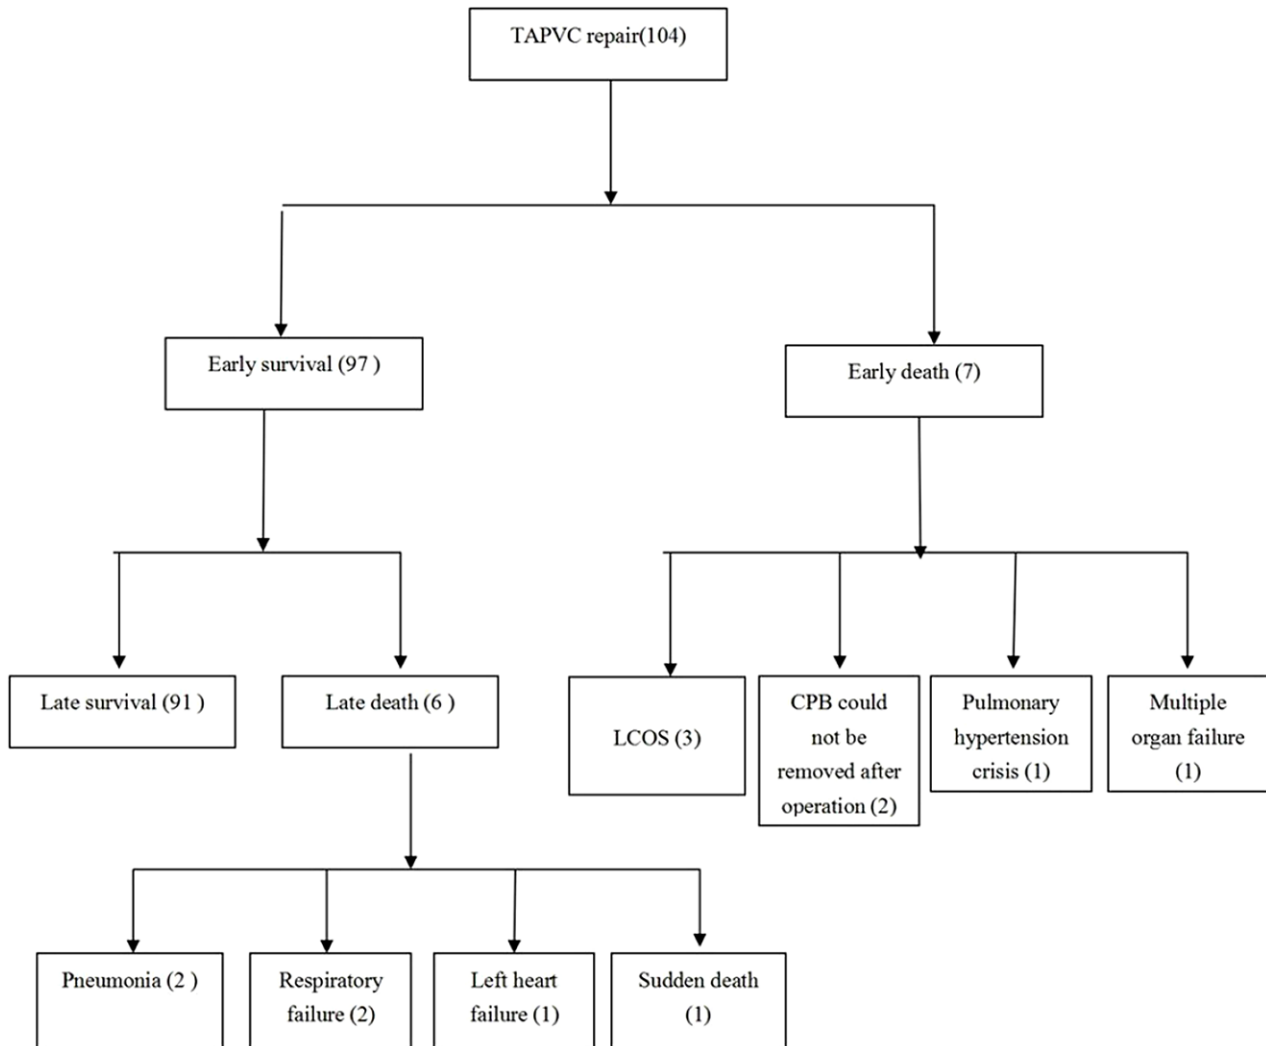 TAPVC repair(104)
Early survival (97 )
Early death (7)
Late survival (91 )
Late death (6 )
LCOS (3)
CPB could
not be
removed after
operation (2)
Pulmonary
hypertension
crisis (1)
Multiple
organ failure
(1)
Pneumonia (2 )
Respiratory
failure (2)
Left heart
failure (1)
Sudden death
(1)